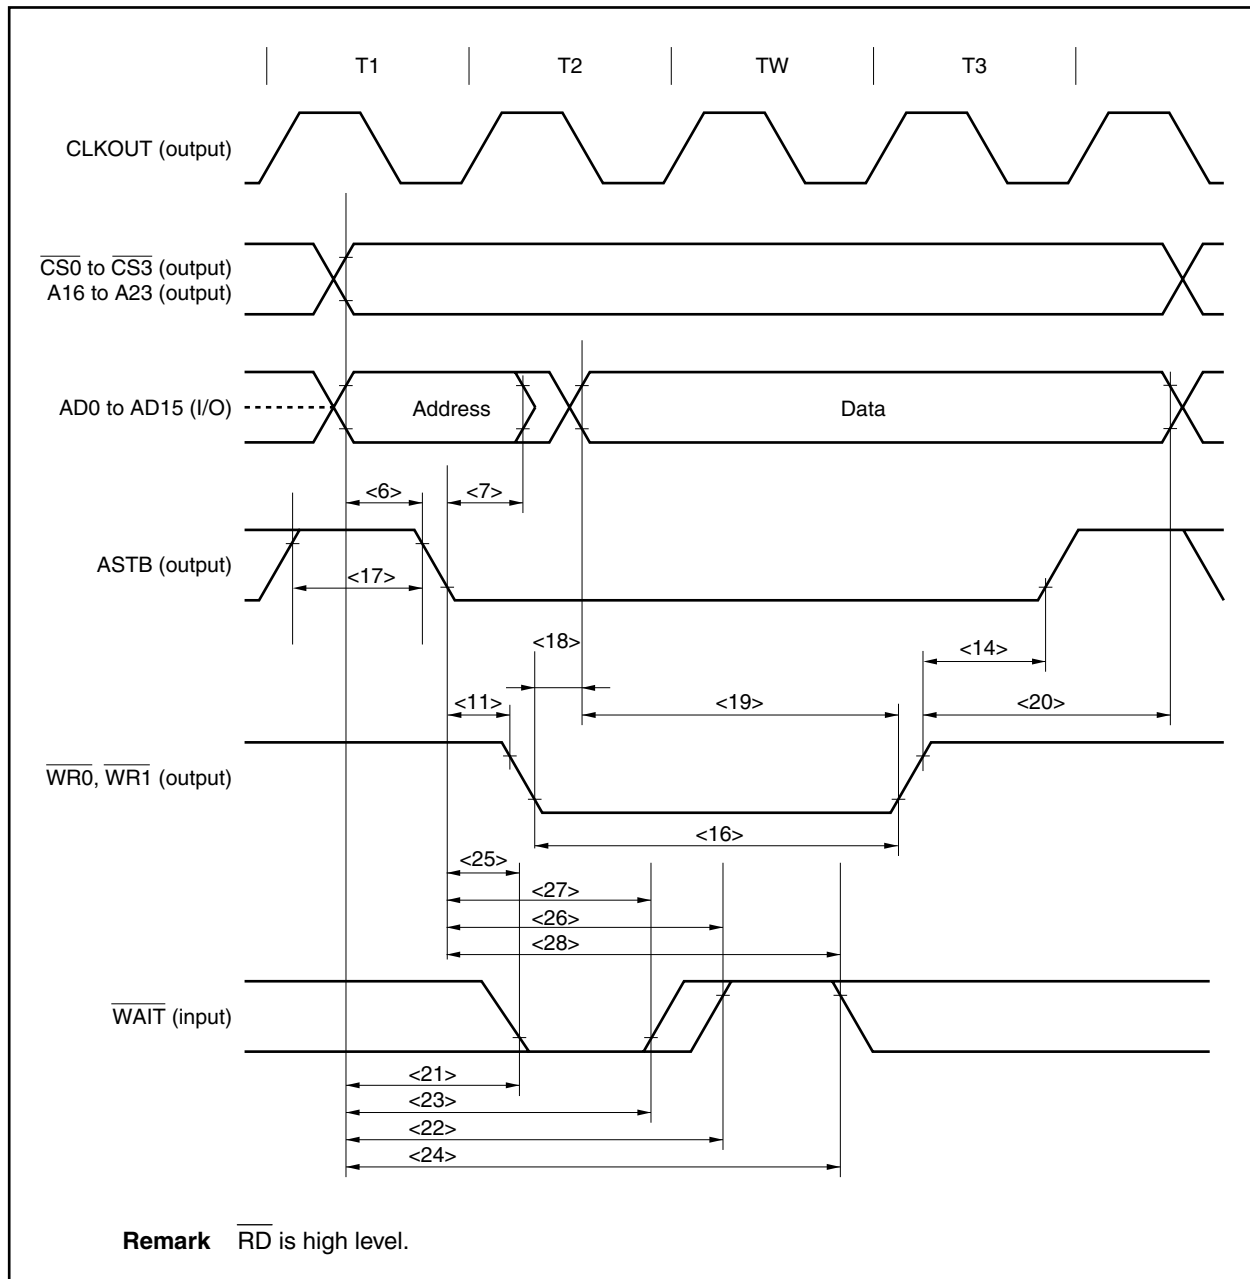 T1 T2 TW T3
CLKOUT (output)
CS0 to CS3 (output)
A16 to A23 (output)
AD0 to AD15 (I/O)
Address
Data
<6>
<7>
ASTB (output)
<17>
<18>
<14>
<11>
<19>
<20>
WR0, WR1 (output)
<16>
<25>
<27>
<26>
<28>
WAIT (input)
<21>
<23>
<22>
<24>
Remark RD is high level.